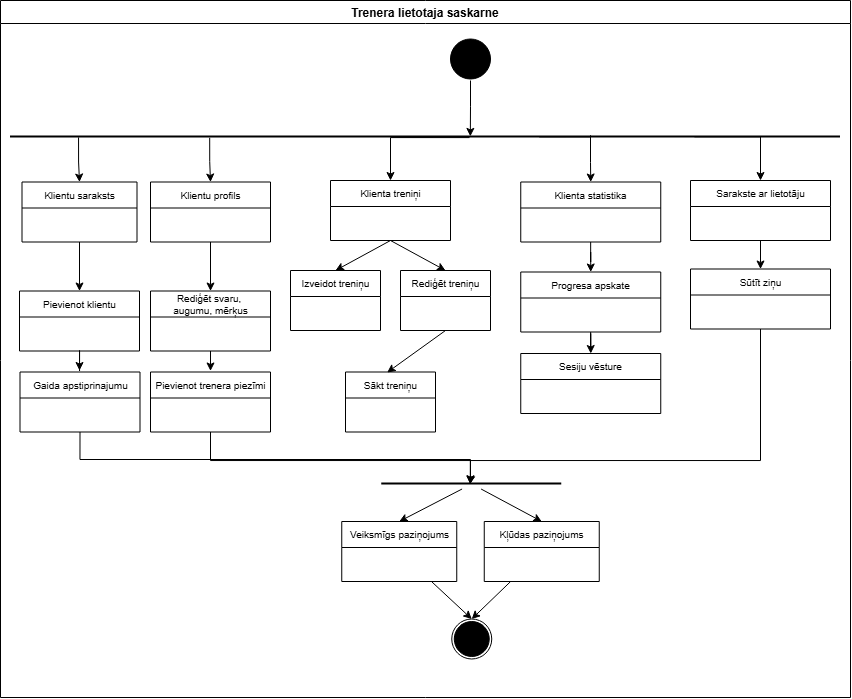 Trenera lietotaja saskarne
Klientu saraksts
Klientu profils
Klienta treniņi
Klienta statistika
Sarakste ar lietotāju
Izveidot treniņu
Rediģēt treniņu
Progresa apskate
Sūtīt ziņu
Pievienot klientu
Rediģēt svaru,
augumu, mērķus
Sesiju vēsture
Gaida apstiprinajumu
Pievienot trenera piezīmi
Sākt treniņu
Veiksmīgs paziņojums
Kļūdas paziņojums